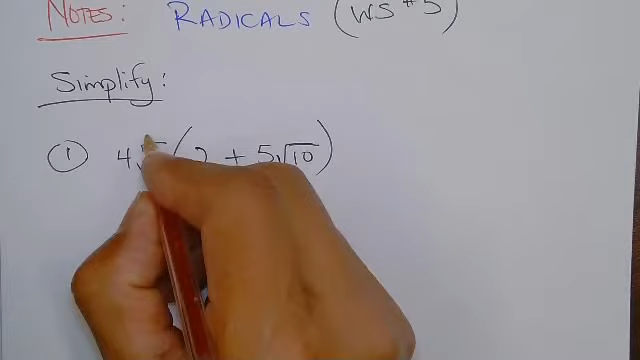 NOTES: RADICALS (WS #5)
Simplify:
① 4√ ( + 5√10)